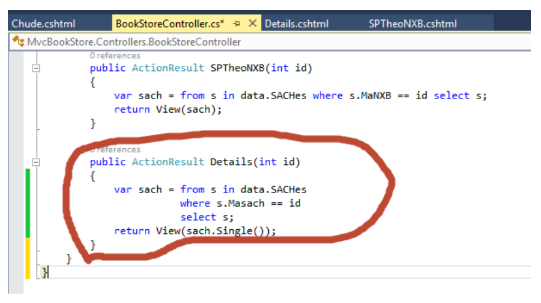 Chude.cshtml BookStoreController.cs* Details.cshtml SPTheoNXB.cshtml
MvcBookStore.Controllers.BookStoreController
0 references
public ActionResult SPTheoNXB(int id)
{
var sach = from s in data.SACHes where s.MaNXB == id select s;
return View(sach);
}
references
public ActionResult Details(int id)
{
var sach = from s in data.SACHes
where s.Masach == id
select s;
return View(sach.Single());
}
}
}